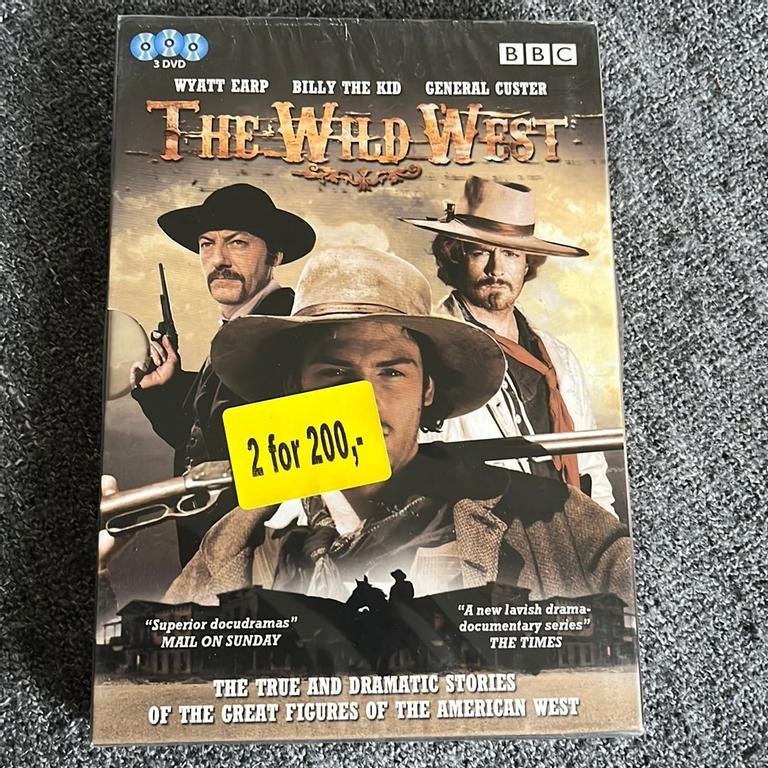 3 DVD
BBC
WYATT EARP BILLY THE KID GENERAL CUSTER
THE WILD WEST
2 for 200,-
"Superior docudramas"
MAIL ON SUNDAY
"A new lavish drama-
documentary series"
THE TIMES
THE TRUE AND DRAMATIC STORIES
OF THE GREAT FIGURES OF THE AMERICAN WEST